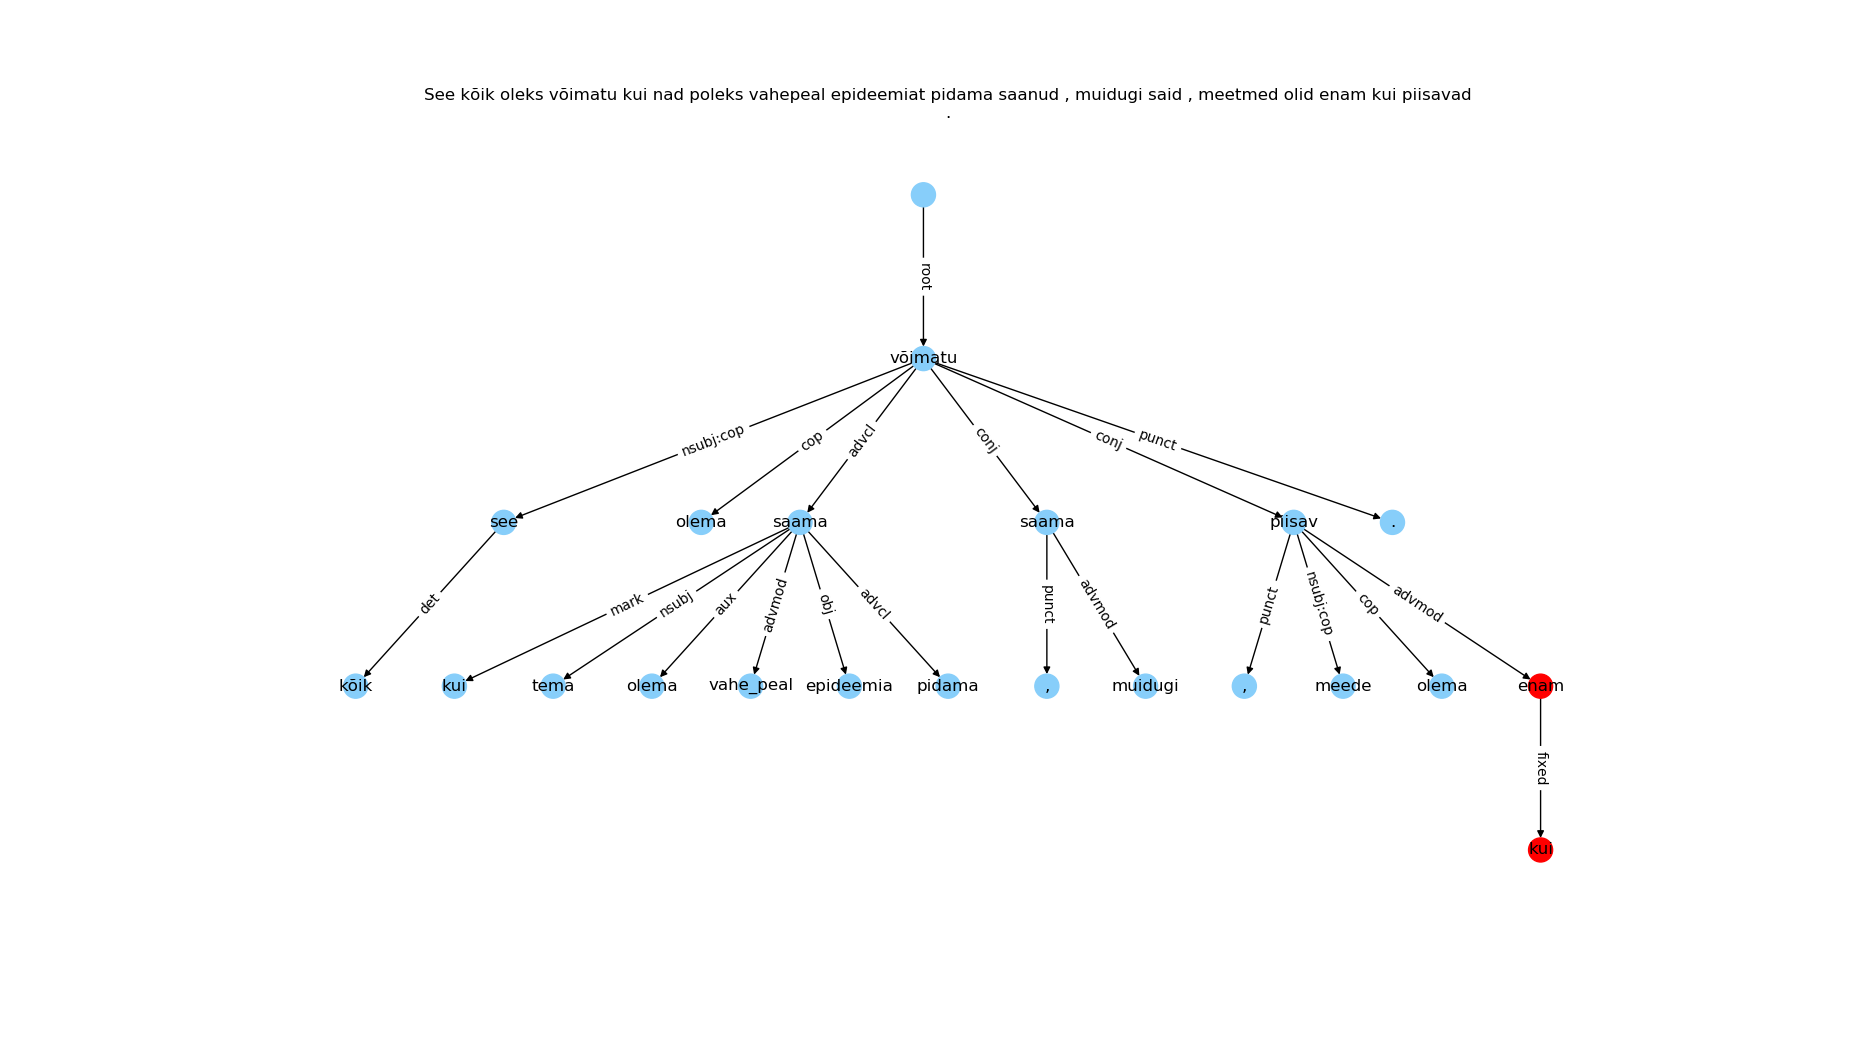 See kõik oleks võimatu kui nad poleks vahepeal epideemiat pidama saanud , muidugi said , meetmed olid enam kui piisavad
.
root
võimatu
nsubj:cop cop advcl conj conj punct
see olema saama saama piisav .
det mark nsubj aux advmod obj advcl punct advmod punct nsubj:cop cop advmod
kõik kui tema olema vahe_peal epideemia pidama , muidugi , meede olema enam
fixed
kui